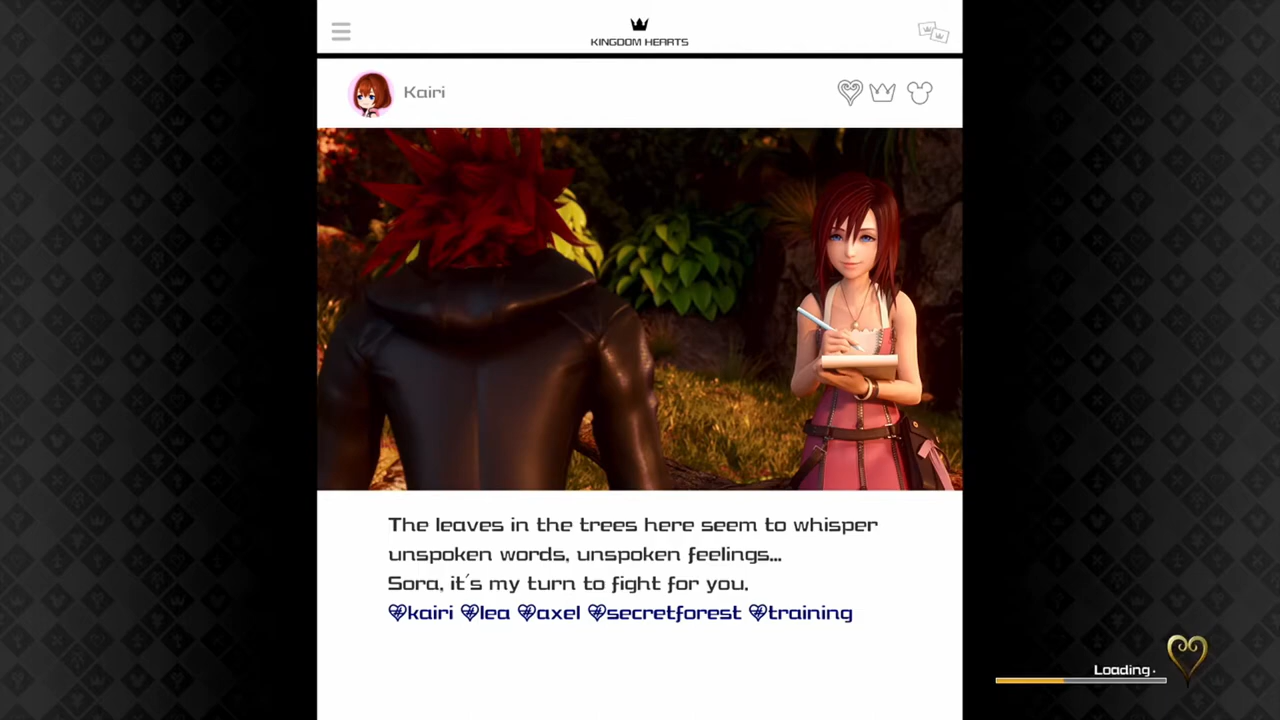 KINGDOM HEARTS
Kairi
The leaves in the trees here seem to whisper
unspoken words, unspoken feelings...
Sora, it's my turn to fight for you.
#kairi #lea #axel #secretforest #training
Loading.